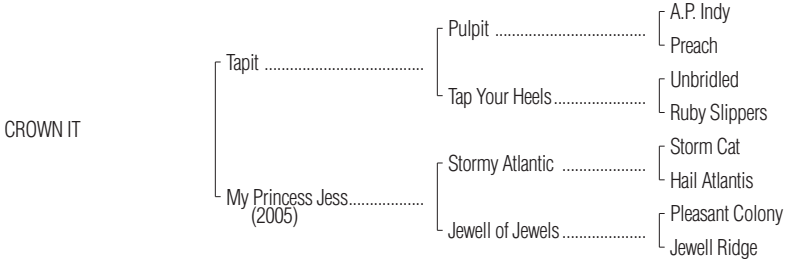 A.P. Indy
Pulpit ....................................
Preach
Tapit ......................................
Unbridled
Tap Your Heels......................
Ruby Slippers
CROWN IT
Storm Cat
Stormy Atlantic ....................
Hail Atlantis
My Princess Jess..................
(2005)
Pleasant Colony
Jewell of Jewels....................
Jewell Ridge